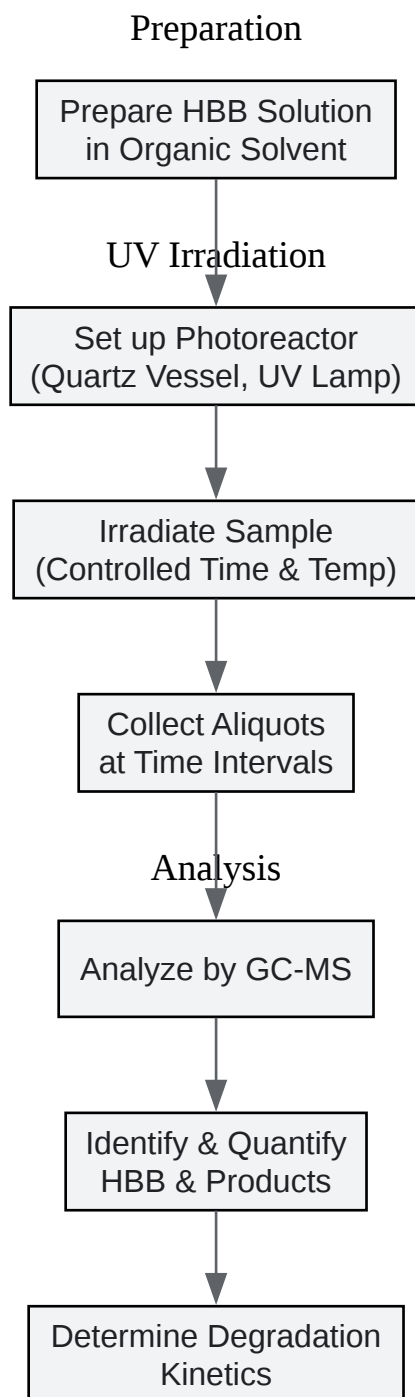 Preparation
Prepare HBB Solution
in Organic Solvent
UV Irradiation
Set up Photoreactor
(Quartz Vessel, UV Lamp)
Irradiate Sample
(Controlled Time & Temp)
Collect Aliquots
at Time Intervals
Analysis
Analyze by GC-MS
Identify & Quantify
HBB & Products
Determine Degradation
Kinetics